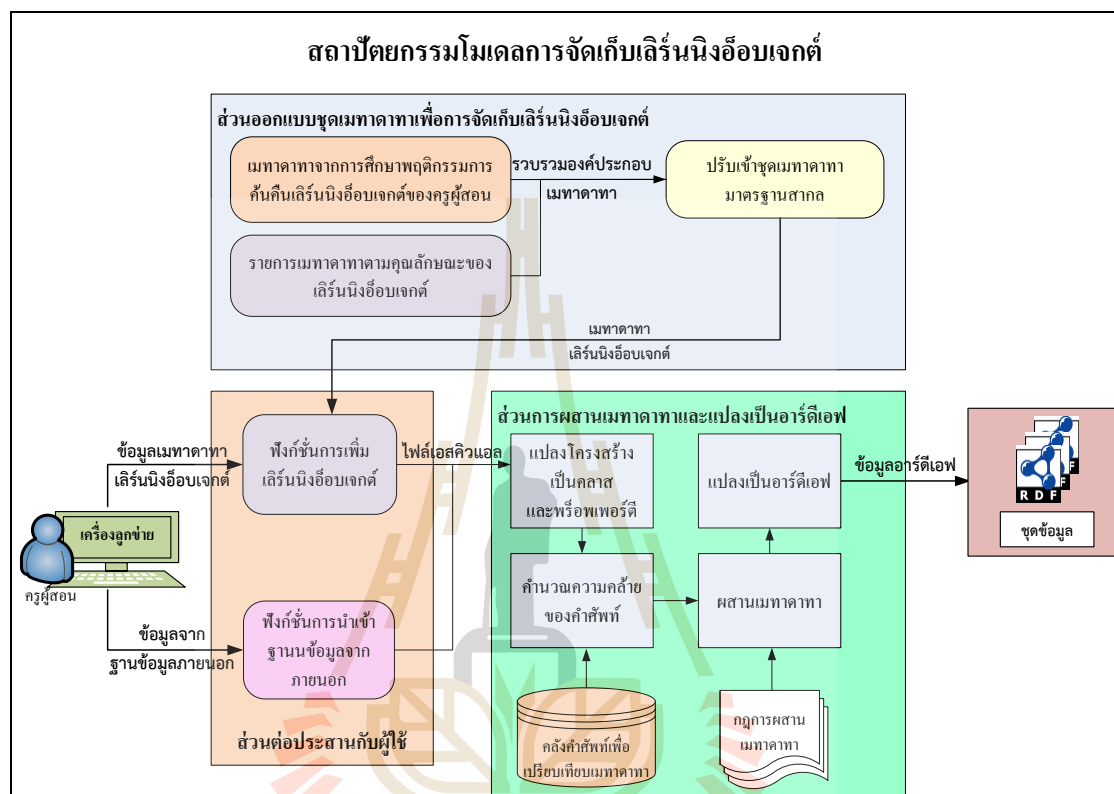 สถาปัตยกรรมโมเดลการจัดเก็บเลิร์นนิงอ็อบเจกต์
ส่วนออกแบบชุดเมทาดาทาเพื่อการจัดเก็บเลิร์นนิงอ็อบเจกต์
เมทาดาทาจากการศึกษาพฤติกรรมการ
ค้นคืนเลิร์นนิงอ็อบเจกต์ของครูผู้สอน
รวบรวมองค์ประกอบ
เมทาดาทา
ปรับเข้าชุดเมทาดาทา
มาตรฐานสากล
รายการเมทาดาทาตามคุณลักษณะของ
เลิร์นนิงอ็อบเจกต์
เมทาดาทา
เลิร์นนิงอ็อบเจกต์
ข้อมูลเมทาดาทา
เลิร์นนิงอ็อบเจกต์
ฟังก์ชั่นการเพิ่ม
เลิร์นนิงอ็อบเจกต์
ไฟล์เอสคิวแอล
ส่วนการผสานเมทาดาทาและแปลงเป็นอาร์ดีเอฟ
แปลงโครงสร้าง
เป็นคลาส
และพร็อพเพอร์ตี
แปลงเป็นอาร์ดีเอฟ
ข้อมูลอาร์ดีเอฟ
RDF
ชุดข้อมูล
เครื่องลูกข่าย
ครูผู้สอน
คำนวณความคล้าย
ของคำศัพท์
ผสานเมทาดาทา
ข้อมูลจาก
ฐานข้อมูลภายนอก
ฟังก์ชั่นการนำเข้า
ฐานนข้อมูลจาก
ภายนอก
ส่วนต่อประสานกับผู้ใช้
คลังคำศัพท์เพื่อ
เปรียบเทียบเมทาดาทา
กฎการผสาน
เมทาดาทา